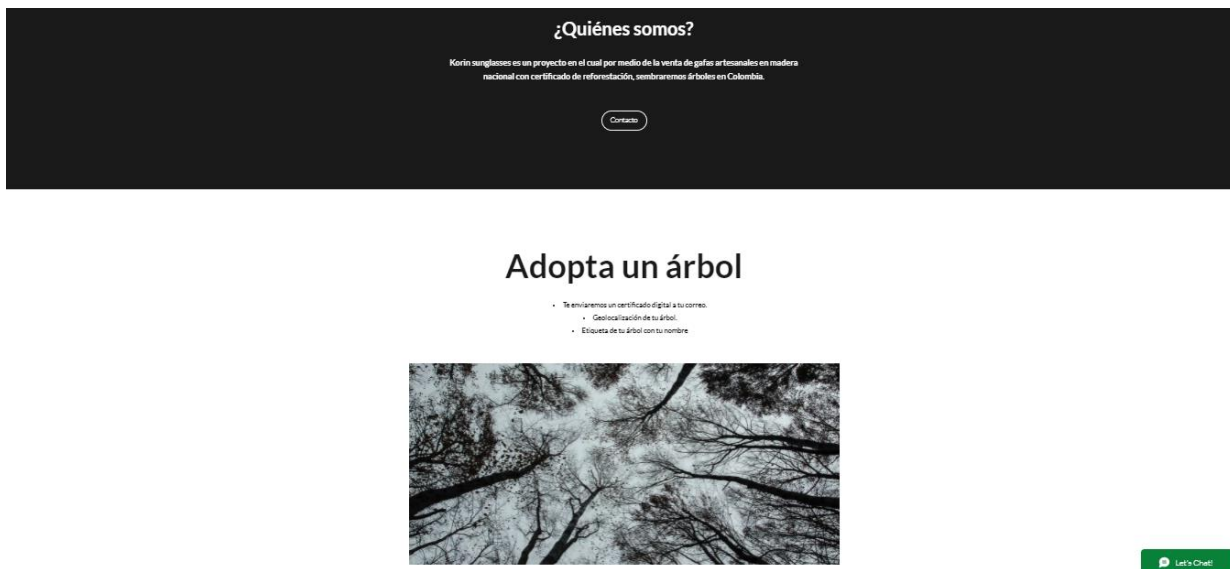 ¿Quiénes somos?
Korin sunglasses es un proyecto en el cual por medio de la venta de gafas artesanales en madera
nacional con certificado de reforestación, sembraremos árboles en Colombia.
Contacto
Adopta un árbol
• Te enviaremos un certificado digital a tu correo.
• Geolocalización de tu árbol.
• Etiqueta de tu árbol con tu nombre
Let's Chat!